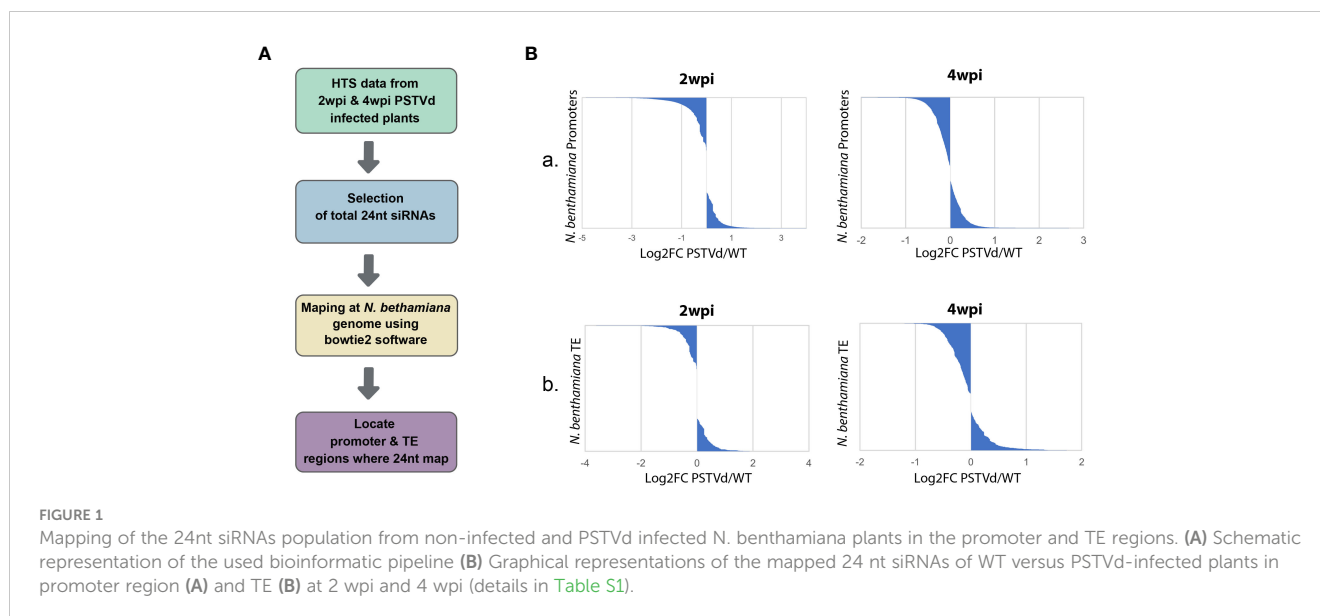 A
HTS data from
2wpi & 4wpi PSTVd
infected plants
Selection
of total 24nt siRNAs
Maping at N. bethamiana
genome using
bowtie2 software
Locate
promoter & TE
regions where 24nt map
B
2wpi
a.
N. benthamiana Promoters
-5 -3 -1 1 3
Log2FC PSTVd/WT
4wpi
N. benthamiana Promoters
-2 -1 0 1 2 3
Log2FC PSTVd/WT
2wpi
b.
N. benthamiana TE
-4 -2 0 2 4
Log2FC PSTVd/WT
4wpi
N. benthamiana TE
-2 -1 0 1 2
Log2FC PSTVd/WT
FIGURE 1
Mapping of the 24nt siRNAs population from non-infected and PSTVd infected N. benthamiana plants in the promoter and TE regions. (A) Schematic
representation of the used bioinformatic pipeline (B) Graphical representations of the mapped 24 nt siRNAs of WT versus PSTVd-infected plants in
promoter region (A) and TE (B) at 2 wpi and 4 wpi (details in Table S1).